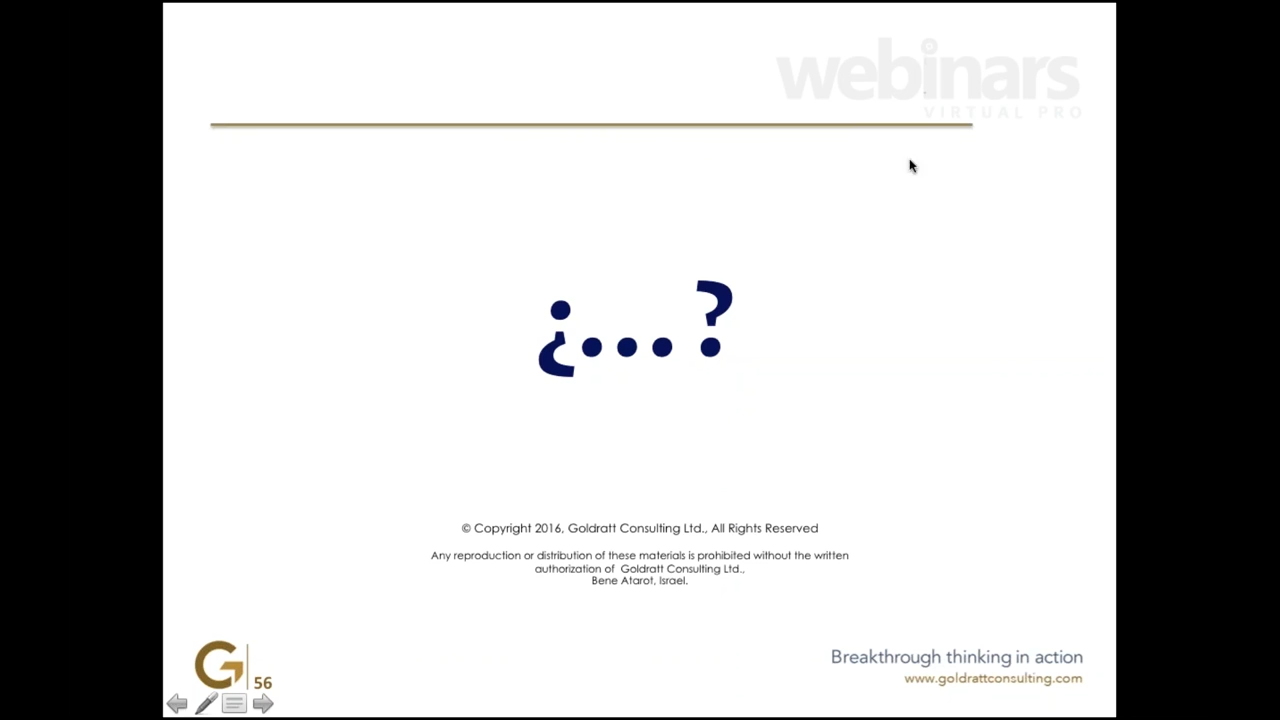 webinars
VIRTUAL PRO
¿... ?
© Copyright 2016, Goldratt Consulting Ltd., All Rights Reserved
Any reproduction or distribution of these materials is prohibited without the written
authorization of Goldratt Consulting Ltd.,
Bene Atarot, Israel.
G
56
Breakthrough thinking in action
www.goldrattconsulting.com